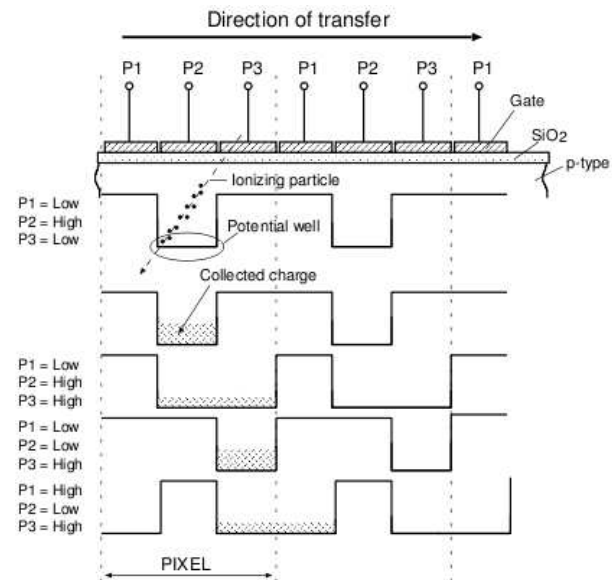 Direction of transfer
P1 P2 P3 P1 P2 P3 P1
Gate
SiO2
p-type
Ionizing particle
P1 = Low
P2 = High
P3 = Low
Potential well
Collected charge
P1 = Low
P2 = High
P3 = High
P1 = Low
P2 = Low
P3 = High
P1 = High
P2 = Low
P3 = High
PIXEL